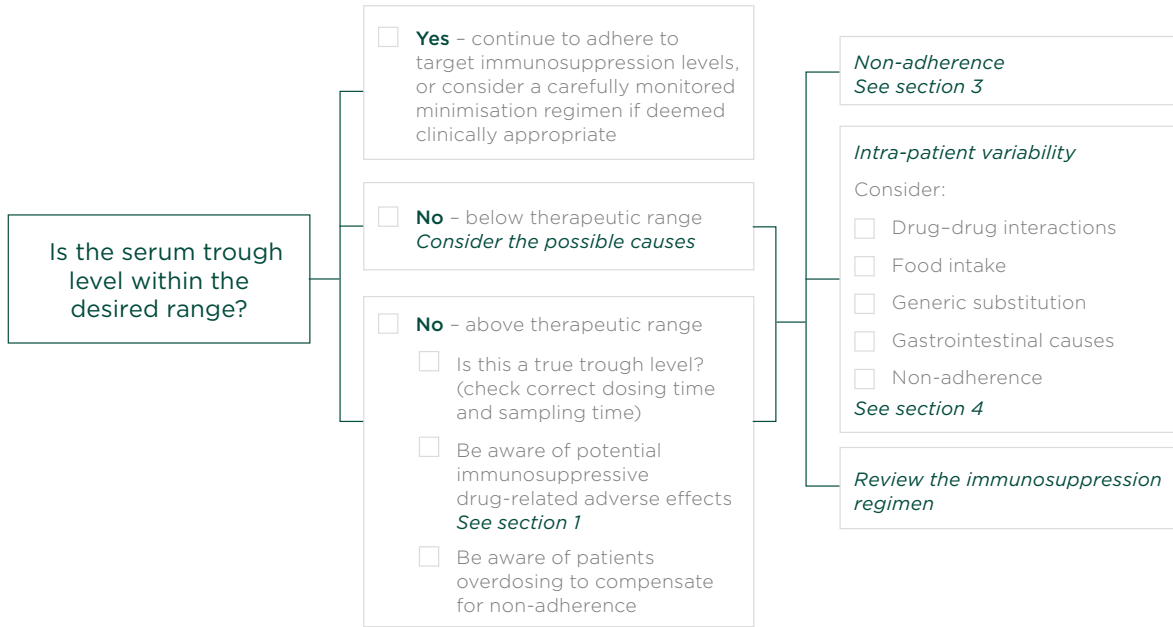 Is the serum trough
level within the
desired range?
Yes – continue to adhere to
target immunosuppression levels,
or consider a carefully monitored
minimisation regimen if deemed
clinically appropriate
No – below therapeutic range
Consider the possible causes
No – above therapeutic range
Is this a true trough level?
(check correct dosing time
and sampling time)
Be aware of potential
immunosuppressive
drug-related adverse effects
See section 1
Be aware of patients
overdosing to compensate
for non-adherence
Non-adherence
See section 3
Intra-patient variability
Consider:
Drug–drug interactions
Food intake
Generic substitution
Gastrointestinal causes
Non-adherence
See section 4
Review the immunosuppression
regimen